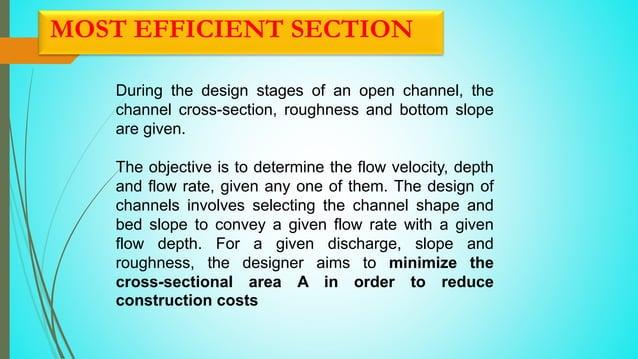 MOST EFFICIENT SECTION
During the design stages of an open channel, the
channel cross-section, roughness and bottom slope
are given.
The objective is to determine the flow velocity, depth
and flow rate, given any one of them. The design of
channels involves selecting the channel shape and
bed slope to convey a given flow rate with a given
flow depth. For a given discharge, slope and
roughness, the designer aims to minimize the
cross-sectional area A in order to reduce
construction costs